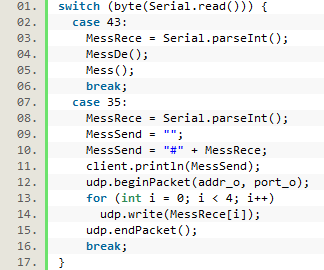 01. switch (byte(Serial.read())) {
02. case 43:
03. MessRece = Serial.parseInt();
04. MessDe();
05. Mess();
06. break;
07. case 35:
08. MessRece = Serial.parseInt();
09. MessSend = "";
10. MessSend = "#" + MessRece;
11. client.println(MessSend);
12. udp.beginPacket(addr_o, port_o);
13. for (int i = 0; i < 4; i++)
14. udp.write(MessRece[i]);
15. udp.endPacket();
16. break;
17. }